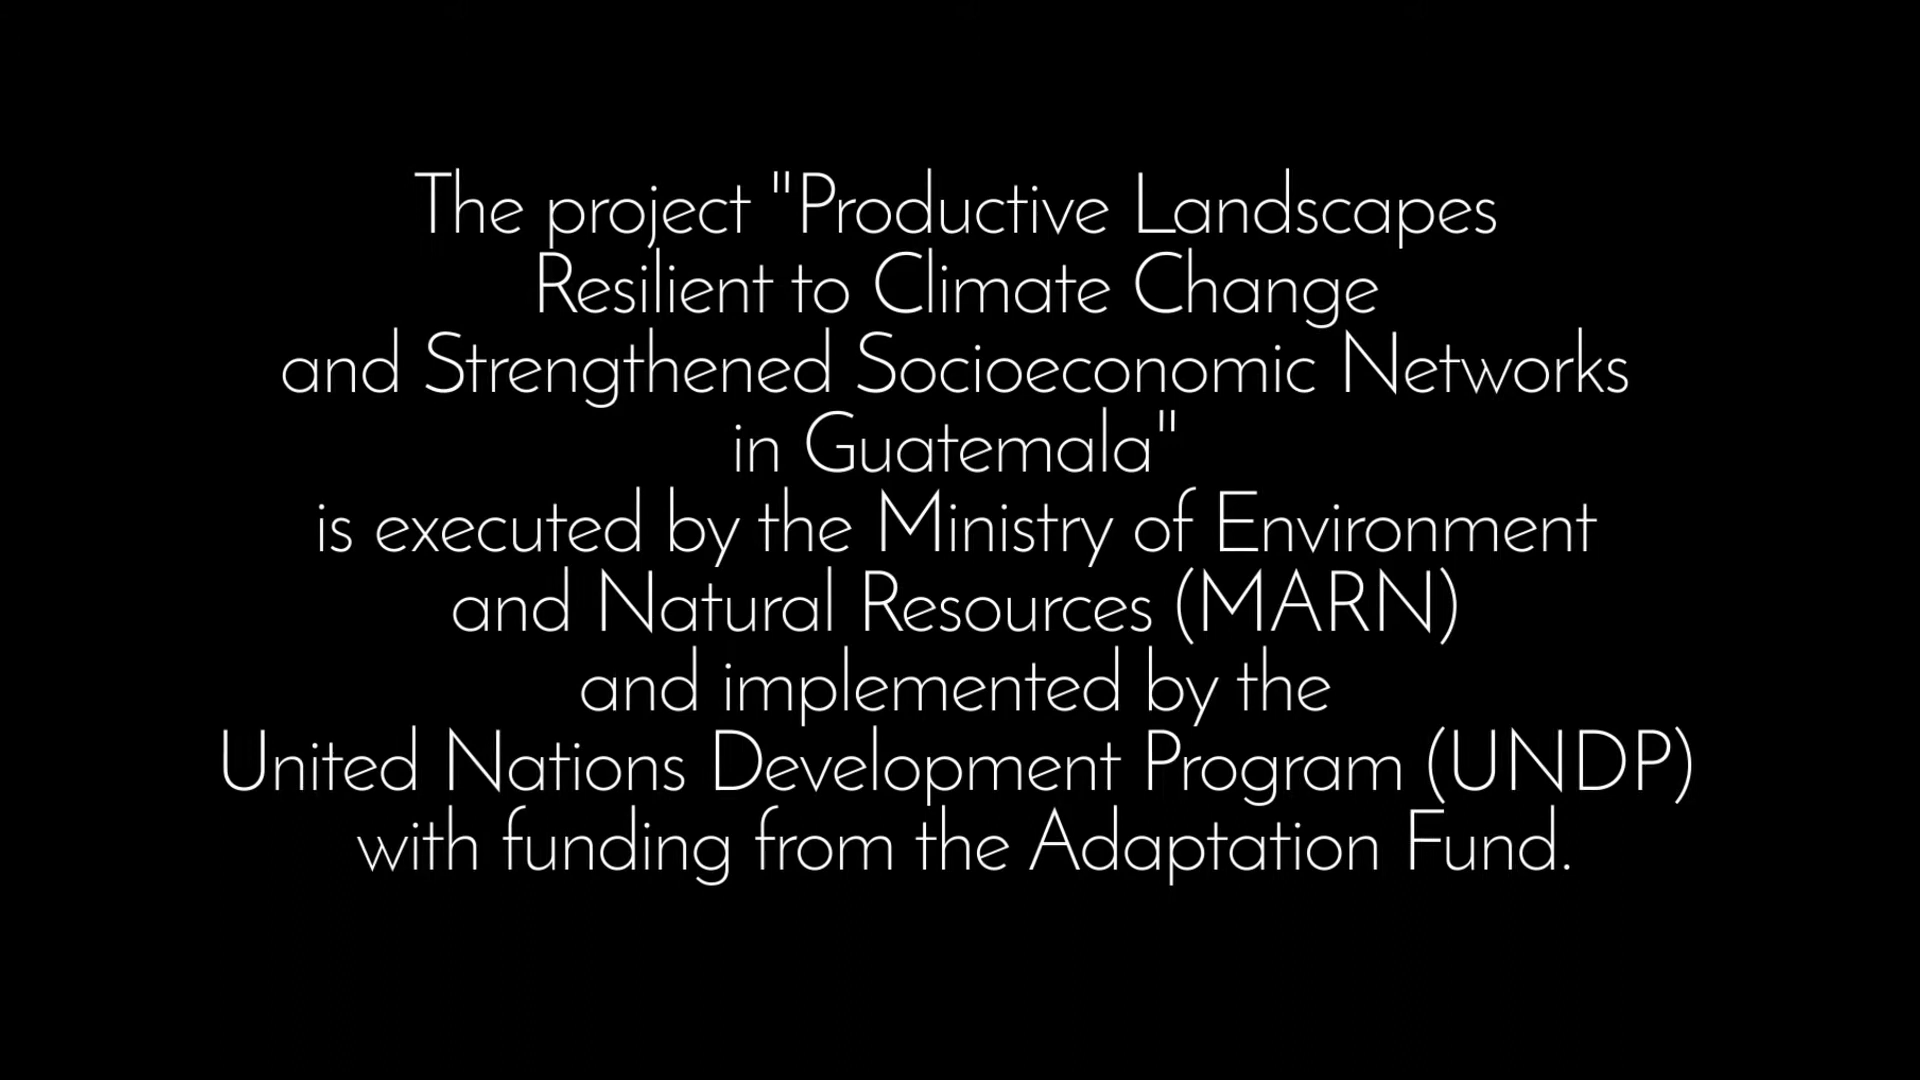 The project "Productive Landscapes
Resilient to Climate Change
and Strengthened Socioeconomic Networks
in Guatemala"
is executed by the Ministry of Environment
and Natural Resources (MARN)
and implemented by the
United Nations Development Program (UNDP)
with funding from the Adaptation Fund.